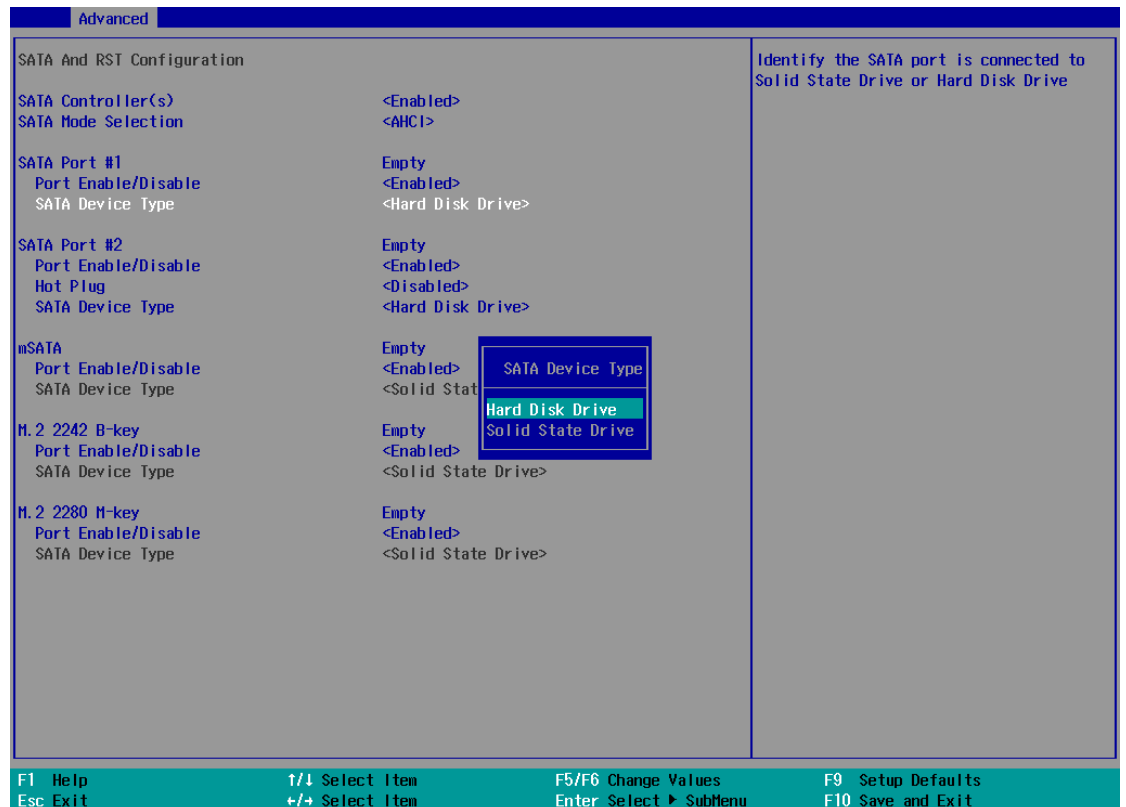 Advanced
SATA And RST Configuration
Identify the SATA port is connected to
Solid State Drive or Hard Disk Drive
SATA Controller(s) <Enabled>
SATA Mode Selection <AHCI>
SATA Port #1 Empty
Port Enable/Disable <Enabled>
SATA Device Type <Hard Disk Drive>
SATA Port #2 Empty
Port Enable/Disable <Enabled>
Hot Plug <Disabled>
SATA Device Type <Hard Disk Drive>
mSATA Empty
Port Enable/Disable <Enabled>
SATA Device Type <Solid Stat
SATA Device Type
Hard Disk Drive
Solid State Drive
M.2 2242 B-key Empty
Port Enable/Disable <Enabled>
SATA Device Type <Solid State Drive>
M.2 2280 M-key Empty
Port Enable/Disable <Enabled>
SATA Device Type <Solid State Drive>
F1 Help ↑/↓ Select Item F5/F6 Change Values F9 Setup Defaults
Esc Exit ←/→ Select Item Enter Select ▶ SubMenu F10 Save and Exit